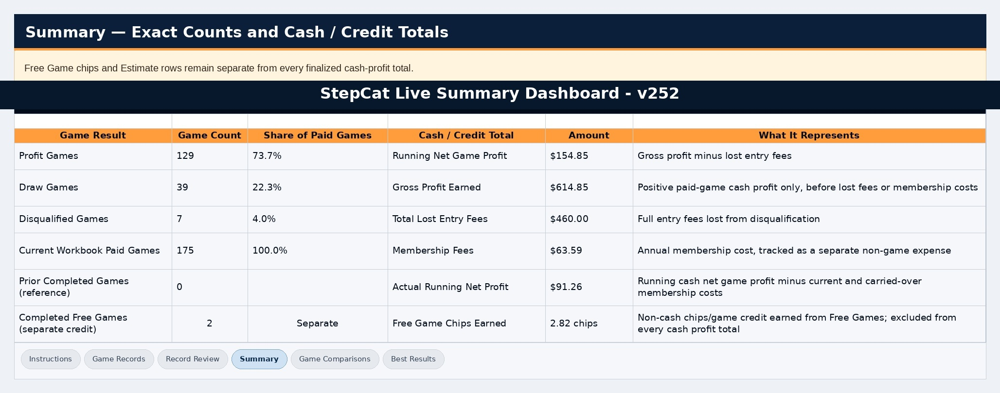 Summary — Exact Counts and Cash / Credit Totals
Free Game chips and Estimate rows remain separate from every finalized cash-profit total.
StepCat Live Summary Dashboard - v252
Game Result Game Count Share of Paid Games Cash / Credit Total Amount What It Represents
Profit Games 129 73.7% Running Net Game Profit $154.85 Gross profit minus lost entry fees
Draw Games 39 22.3% Gross Profit Earned $614.85 Positive paid-game cash profit only, before lost fees or membership costs
Disqualified Games 7 4.0% Total Lost Entry Fees $460.00 Full entry fees lost from disqualification
Current Workbook Paid Games 175 100.0% Membership Fees $63.59 Annual membership cost, tracked as a separate non-game expense
Prior Completed Games
(reference)
0 Actual Running Net Profit $91.26
Running cash net game profit minus current and carried-over
membership costs
Completed Free Games
(separate credit)
2 Separate Free Game Chips Earned 2.82 chips
Non-cash chips/game credit earned from Free Games; excluded from
every cash profit total
Instructions Game Records Record Review Summary Game Comparisons Best Results